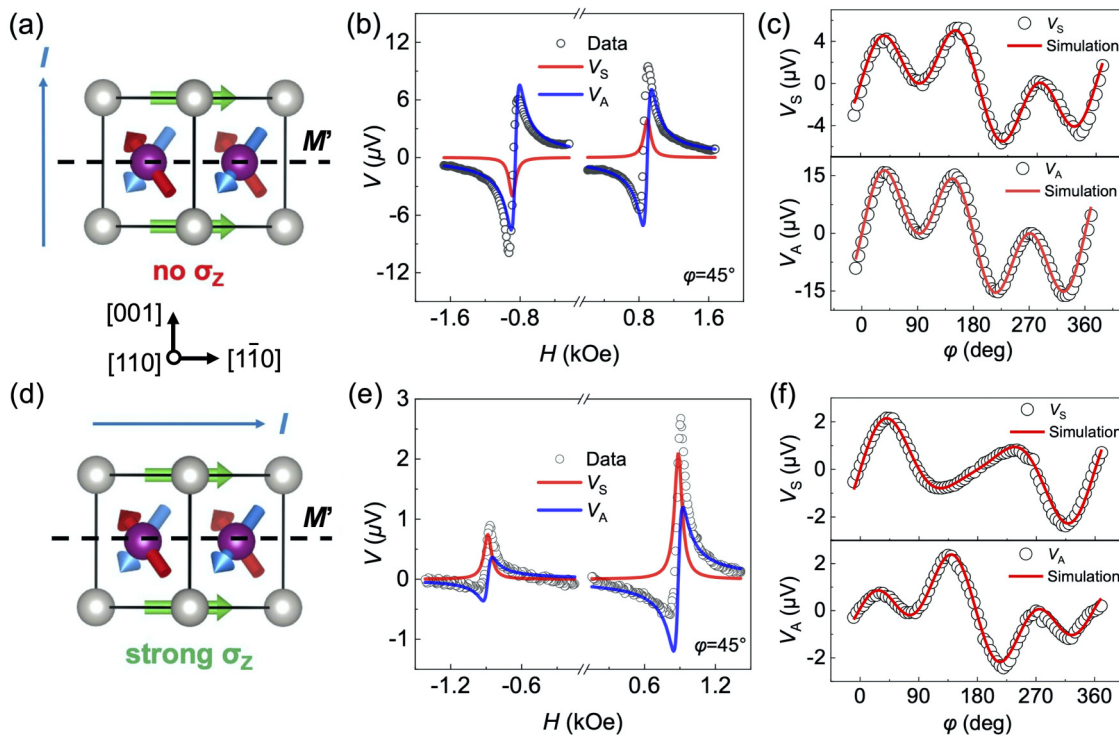 (a)
I
M'
no σz
[001]
[110]
[11̄0]
(b)
12
6
0
-6
-12
V (μV)
Data
VS
VA
φ=45°
-1.6
-0.8
0.8
1.6
H (kOe)
(c)
4
0
-4
VS (μV)
VS
Simulation
15
0
-15
VA (μV)
VA
Simulation
0
90
180
270
360
φ (deg)
(d)
I
M'
strong σz
(e)
3
2
1
0
-1
V (μV)
Data
VS
VA
φ=45°
-1.2
-0.6
0.6
1.2
H (kOe)
(f)
2
0
-2
VS (μV)
VS
Simulation
2
0
-2
VA (μV)
VA
Simulation
0
90
180
270
360
φ (deg)